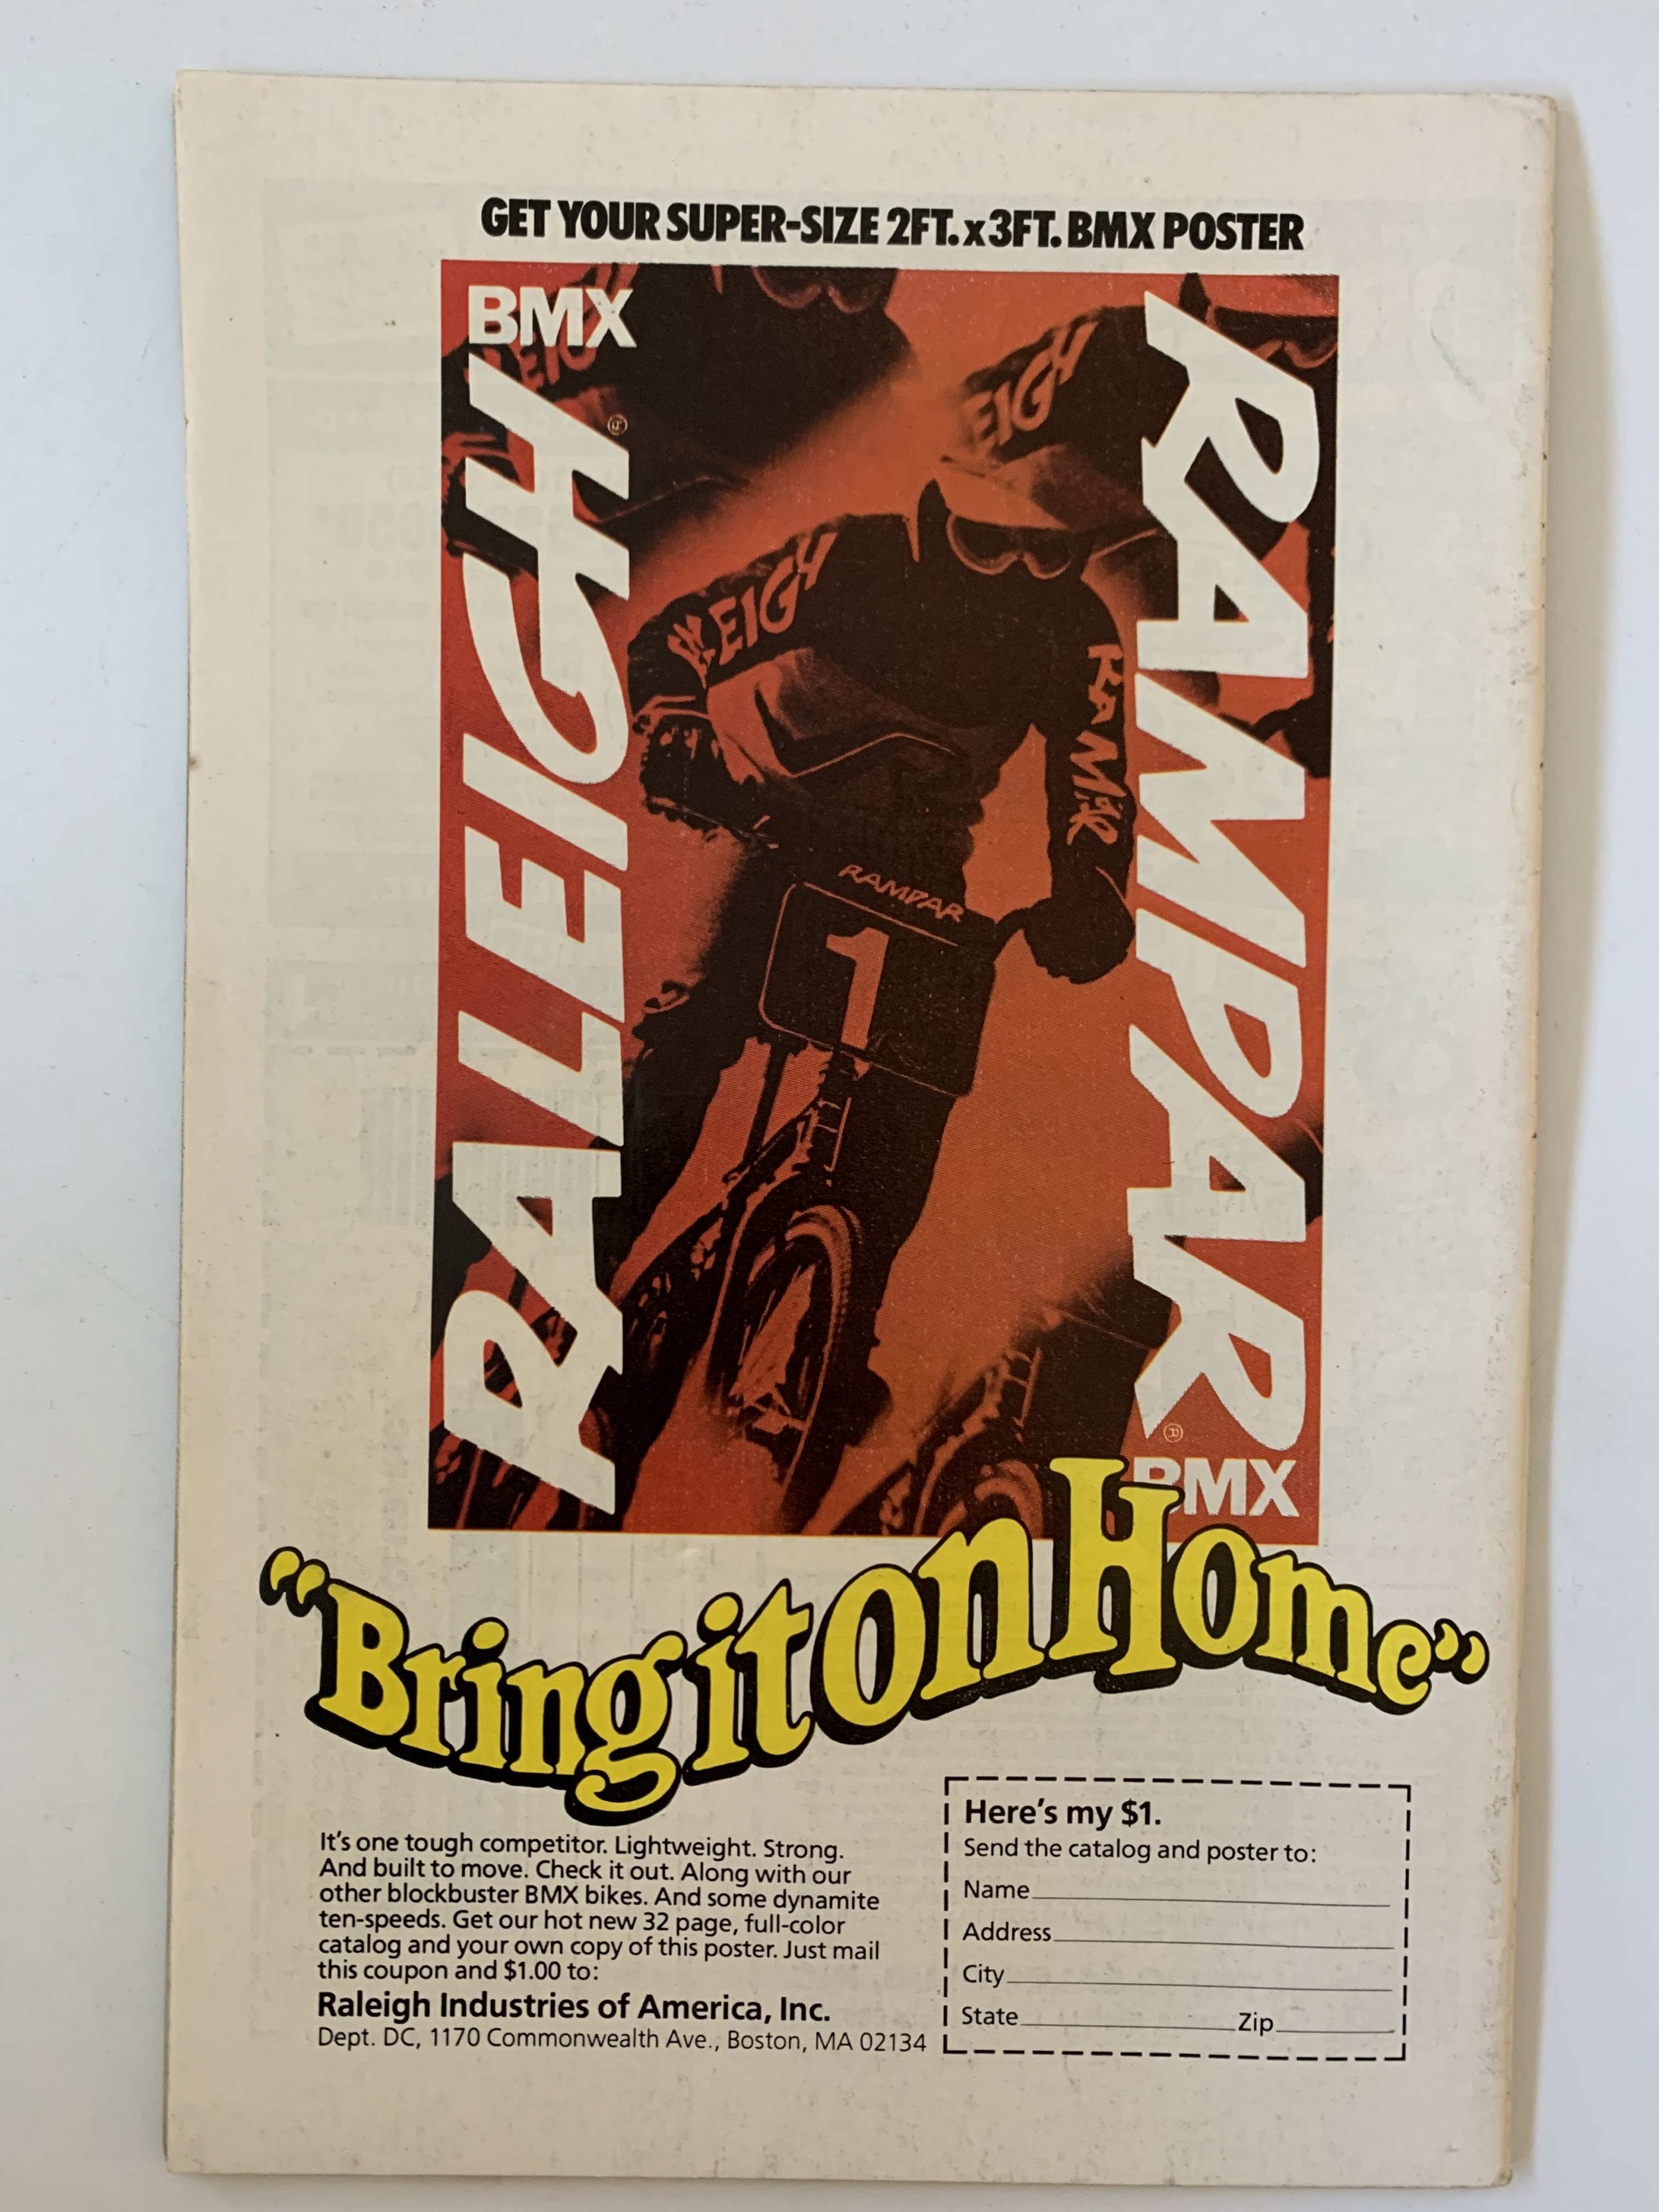 GET YOUR SUPER-SIZE 2FT.x3FT. BMX POSTER
BMX
RALEIGH®
EIGH
EIGH
RAMPAR
LEIGH
RAMPAR
1
RAMPAR®
BMX
"Bring it on Home"
It's one tough competitor. Lightweight. Strong.
And built to move. Check it out. Along with our
other blockbuster BMX bikes. And some dynamite
ten-speeds. Get our hot new 32 page, full-color
catalog and your own copy of this poster. Just mail
this coupon and $1.00 to:
Raleigh Industries of America, Inc.
Dept. DC, 1170 Commonwealth Ave., Boston, MA 02134
Here's my $1.
Send the catalog and poster to:
Name
Address
City
State Zip